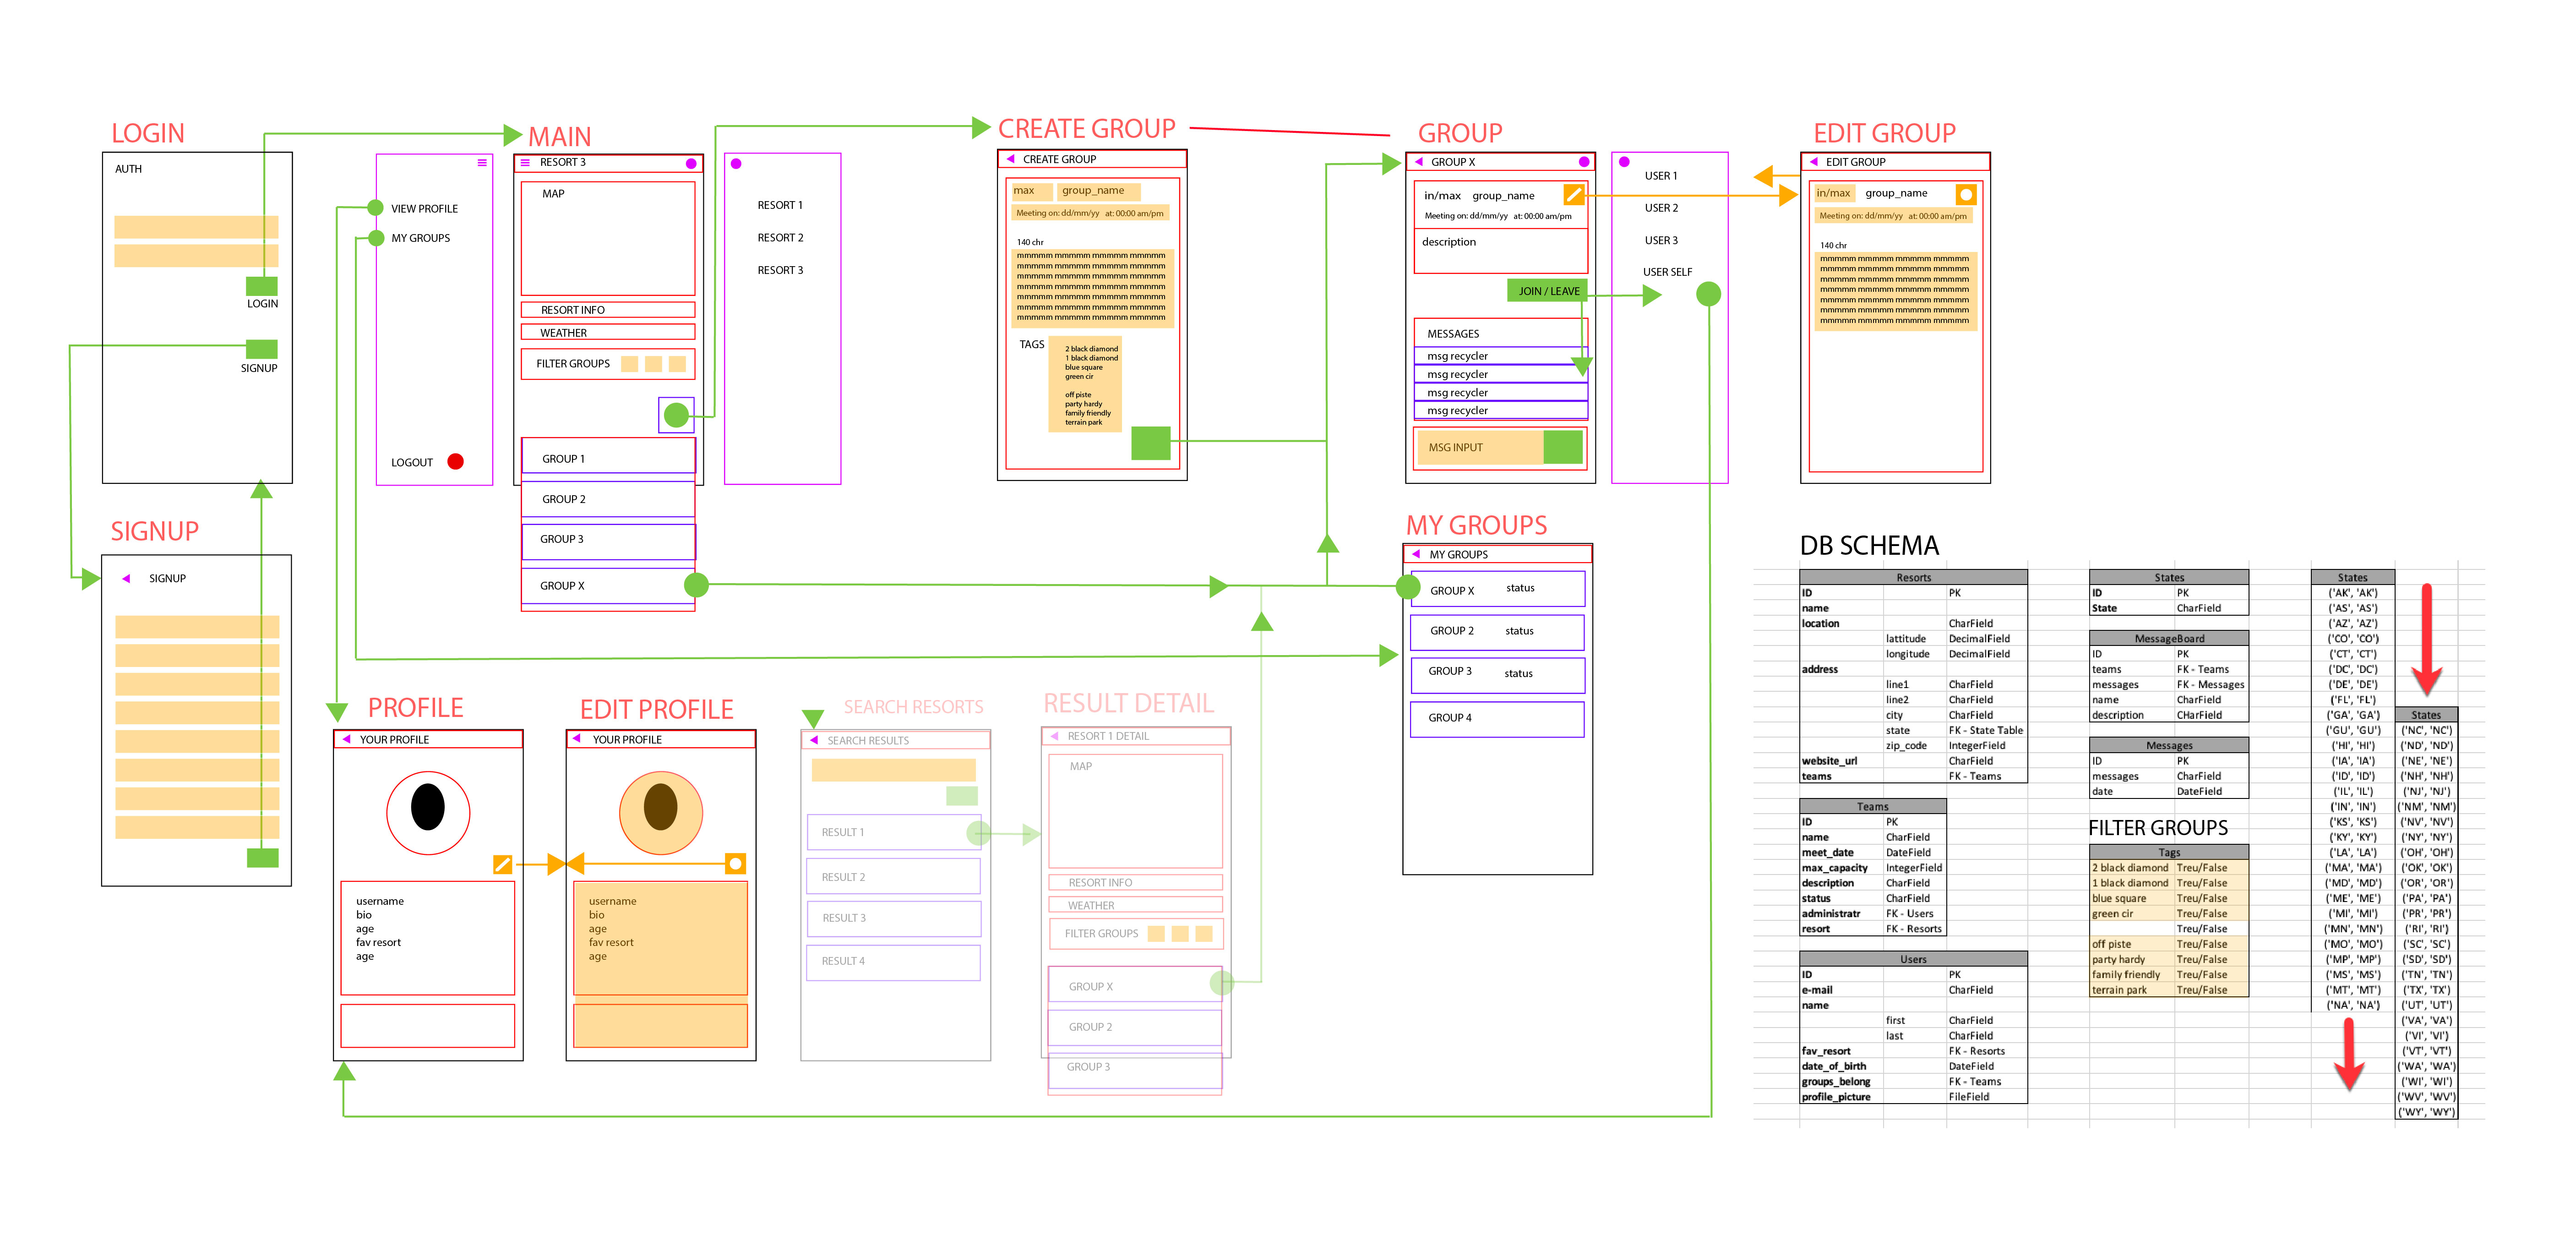 LOGIN
AUTH
LOGIN
SIGNUP
SIGNUP
SIGNUP
VIEW PROFILE
MY GROUPS
LOGOUT
MAIN
RESORT 3
MAP
RESORT INFO
WEATHER
FILTER GROUPS
GROUP 1
GROUP 2
GROUP 3
GROUP X
RESORT 1
RESORT 2
RESORT 3
CREATE GROUP
CREATE GROUP
max group_name
Meeting on: dd/mm/yy at: 00:00 am/pm
140 chr
mmmmm mmmmm mmmmm mmmmm
mmmmm mmmmm mmmmm mmmmm
mmmmm mmmmm mmmmm mmmmm
mmmmm mmmmm mmmmm mmmmm
mmmmm mmmmm mmmmm mmmmm
mmmmm mmmmm mmmmm mmmmm
mmmmm mmmmm mmmmm mmmmm
TAGS
2 black diamond
1 black diamond
blue square
green cir
off piste
party hardy
family friendly
terrain park
GROUP
GROUP X
in/max group_name
Meeting on: dd/mm/yy at: 00:00 am/pm
description
JOIN / LEAVE
MESSAGES
msg recycler
msg recycler
msg recycler
msg recycler
MSG INPUT
USER 1
USER 2
USER 3
USER SELF
EDIT GROUP
EDIT GROUP
in/max group_name
Meeting on: dd/mm/yy at: 00:00 am/pm
140 chr
mmmmm mmmmm mmmmm mmmmm
mmmmm mmmmm mmmmm mmmmm
mmmmm mmmmm mmmmm mmmmm
mmmmm mmmmm mmmmm mmmmm
mmmmm mmmmm mmmmm mmmmm
mmmmm mmmmm mmmmm mmmmm
mmmmm mmmmm mmmmm mmmmm
MY GROUPS
MY GROUPS
GROUP X status
GROUP 2 status
GROUP 3 status
GROUP 4
PROFILE
YOUR PROFILE
username
bio
age
fav resort
age
EDIT PROFILE
YOUR PROFILE
username
bio
age
fav resort
age
SEARCH RESORTS
SEARCH RESULTS
RESULT 1
RESULT 2
RESULT 3
RESULT 4
RESULT DETAIL
RESORT 1 DETAIL
MAP
RESORT INFO
WEATHER
FILTER GROUPS
GROUP X
GROUP 2
GROUP 3
DB SCHEMA
Resorts
ID PK
name
location CharField
lattitude DecimalField
longitude DecimalField
address
line1 CharField
line2 CharField
city CharField
state FK - State Table
zip_code IntegerField
website_url CharField
teams FK - Teams
Teams
ID PK
name CharField
meet_date DateField
max_capacity IntegerField
description CharField
status CharField
administratr FK - Users
resort FK - Resorts
Users
ID PK
e-mail CharField
name
first CharField
last CharField
fav_resort FK - Resorts
date_of_birth DateField
groups_belong FK - Teams
profile_picture FileField
States
ID PK
State CharField
MessageBoard
ID PK
teams FK - Teams
messages FK - Messages
name CharField
description CHarField
Messages
ID PK
messages CharField
date DateField
FILTER GROUPS
Tags
2 black diamond Treu/False
1 black diamond Treu/False
blue square Treu/False
green cir Treu/False
Treu/False
off piste Treu/False
party hardy Treu/False
family friendly Treu/False
terrain park Treu/False
States
('AK', 'AK')
('AS', 'AS')
('AZ', 'AZ')
('CO', 'CO')
('CT', 'CT')
('DC', 'DC')
('DE', 'DE')
('FL', 'FL')
('GA', 'GA')
('GU', 'GU')
('HI', 'HI')
('IA', 'IA')
('ID', 'ID')
('IL', 'IL')
('IN', 'IN')
('KS', 'KS')
('KY', 'KY')
('LA', 'LA')
('MA', 'MA')
('MD', 'MD')
('ME', 'ME')
('MI', 'MI')
('MN', 'MN')
('MO', 'MO')
('MP', 'MP')
('MS', 'MS')
('MT', 'MT')
('NA', 'NA')
States
('NC', 'NC')
('ND', 'ND')
('NE', 'NE')
('NH', 'NH')
('NJ', 'NJ')
('NM', 'NM')
('NV', 'NV')
('NY', 'NY')
('OH', 'OH')
('OK', 'OK')
('OR', 'OR')
('PA', 'PA')
('PR', 'PR')
('RI', 'RI')
('SC', 'SC')
('SD', 'SD')
('TN', 'TN')
('TX', 'TX')
('UT', 'UT')
('VA', 'VA')
('VI', 'VI')
('VT', 'VT')
('WA', 'WA')
('WI', 'WI')
('WV', 'WV')
('WY', 'WY')